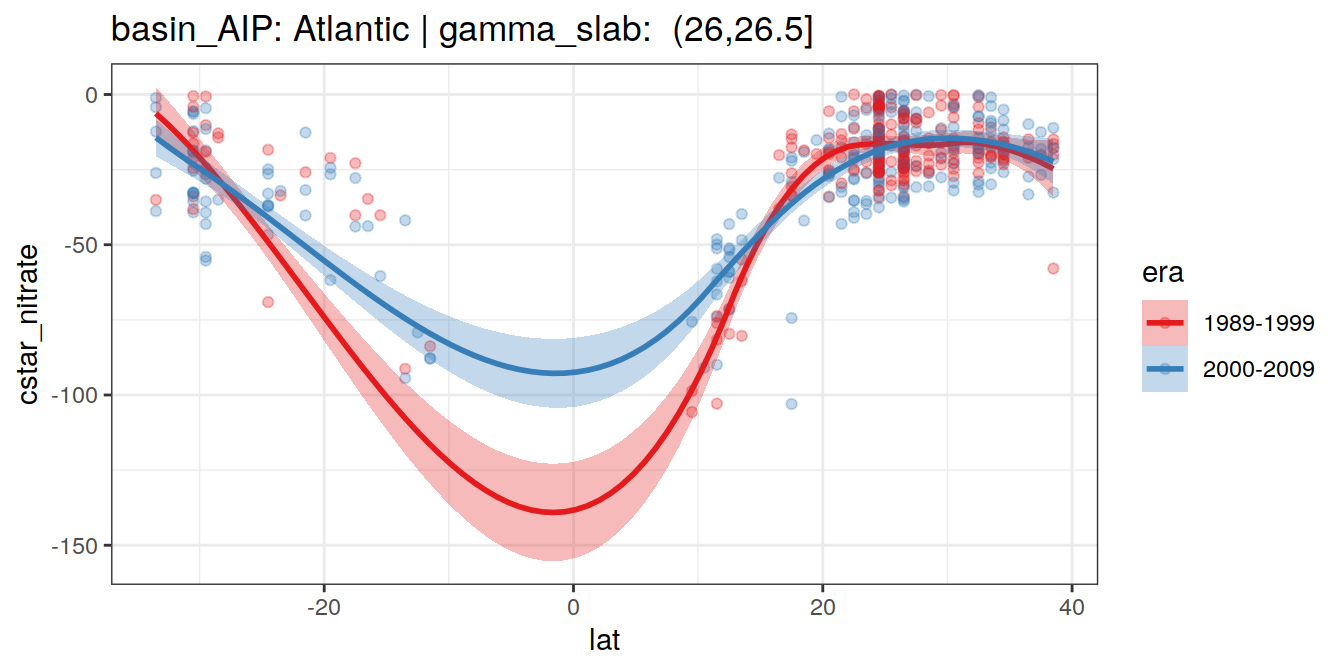 basin_AIP: Atlantic | gamma_slab:  (26,26.5]
cstar_nitrate
0
-50
-100
-150
-20
0
20
40
lat
era
1989-1999
2000-2009